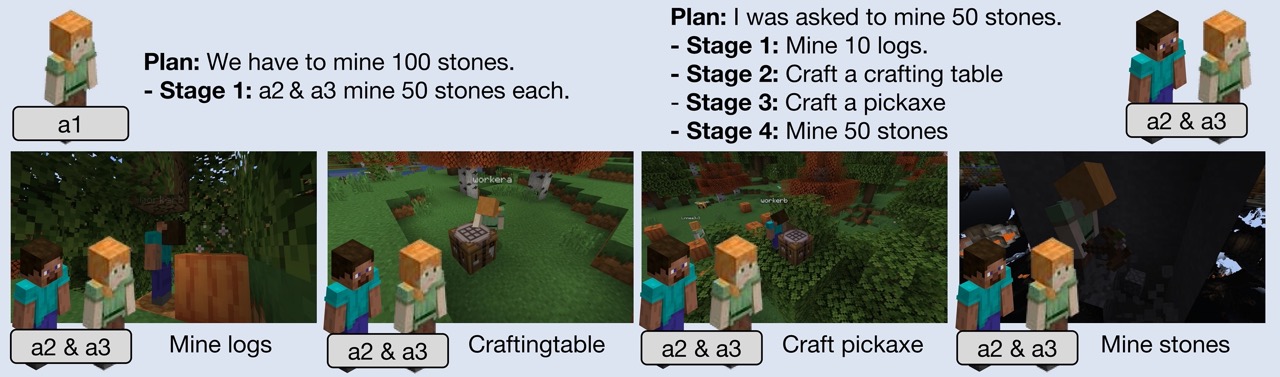 Plan: We have to mine 100 stones.
- Stage 1: a2 & a3 mine 50 stones each.
a1
Plan: I was asked to mine 50 stones.
- Stage 1: Mine 10 logs.
- Stage 2: Craft a crafting table
- Stage 3: Craft a pickaxe
- Stage 4: Mine 50 stones
a2 & a3
workera
workerb
a2 & a3
Mine logs
a2 & a3
Craftingtable
a2 & a3
Craft pickaxe
a2 & a3
Mine stones